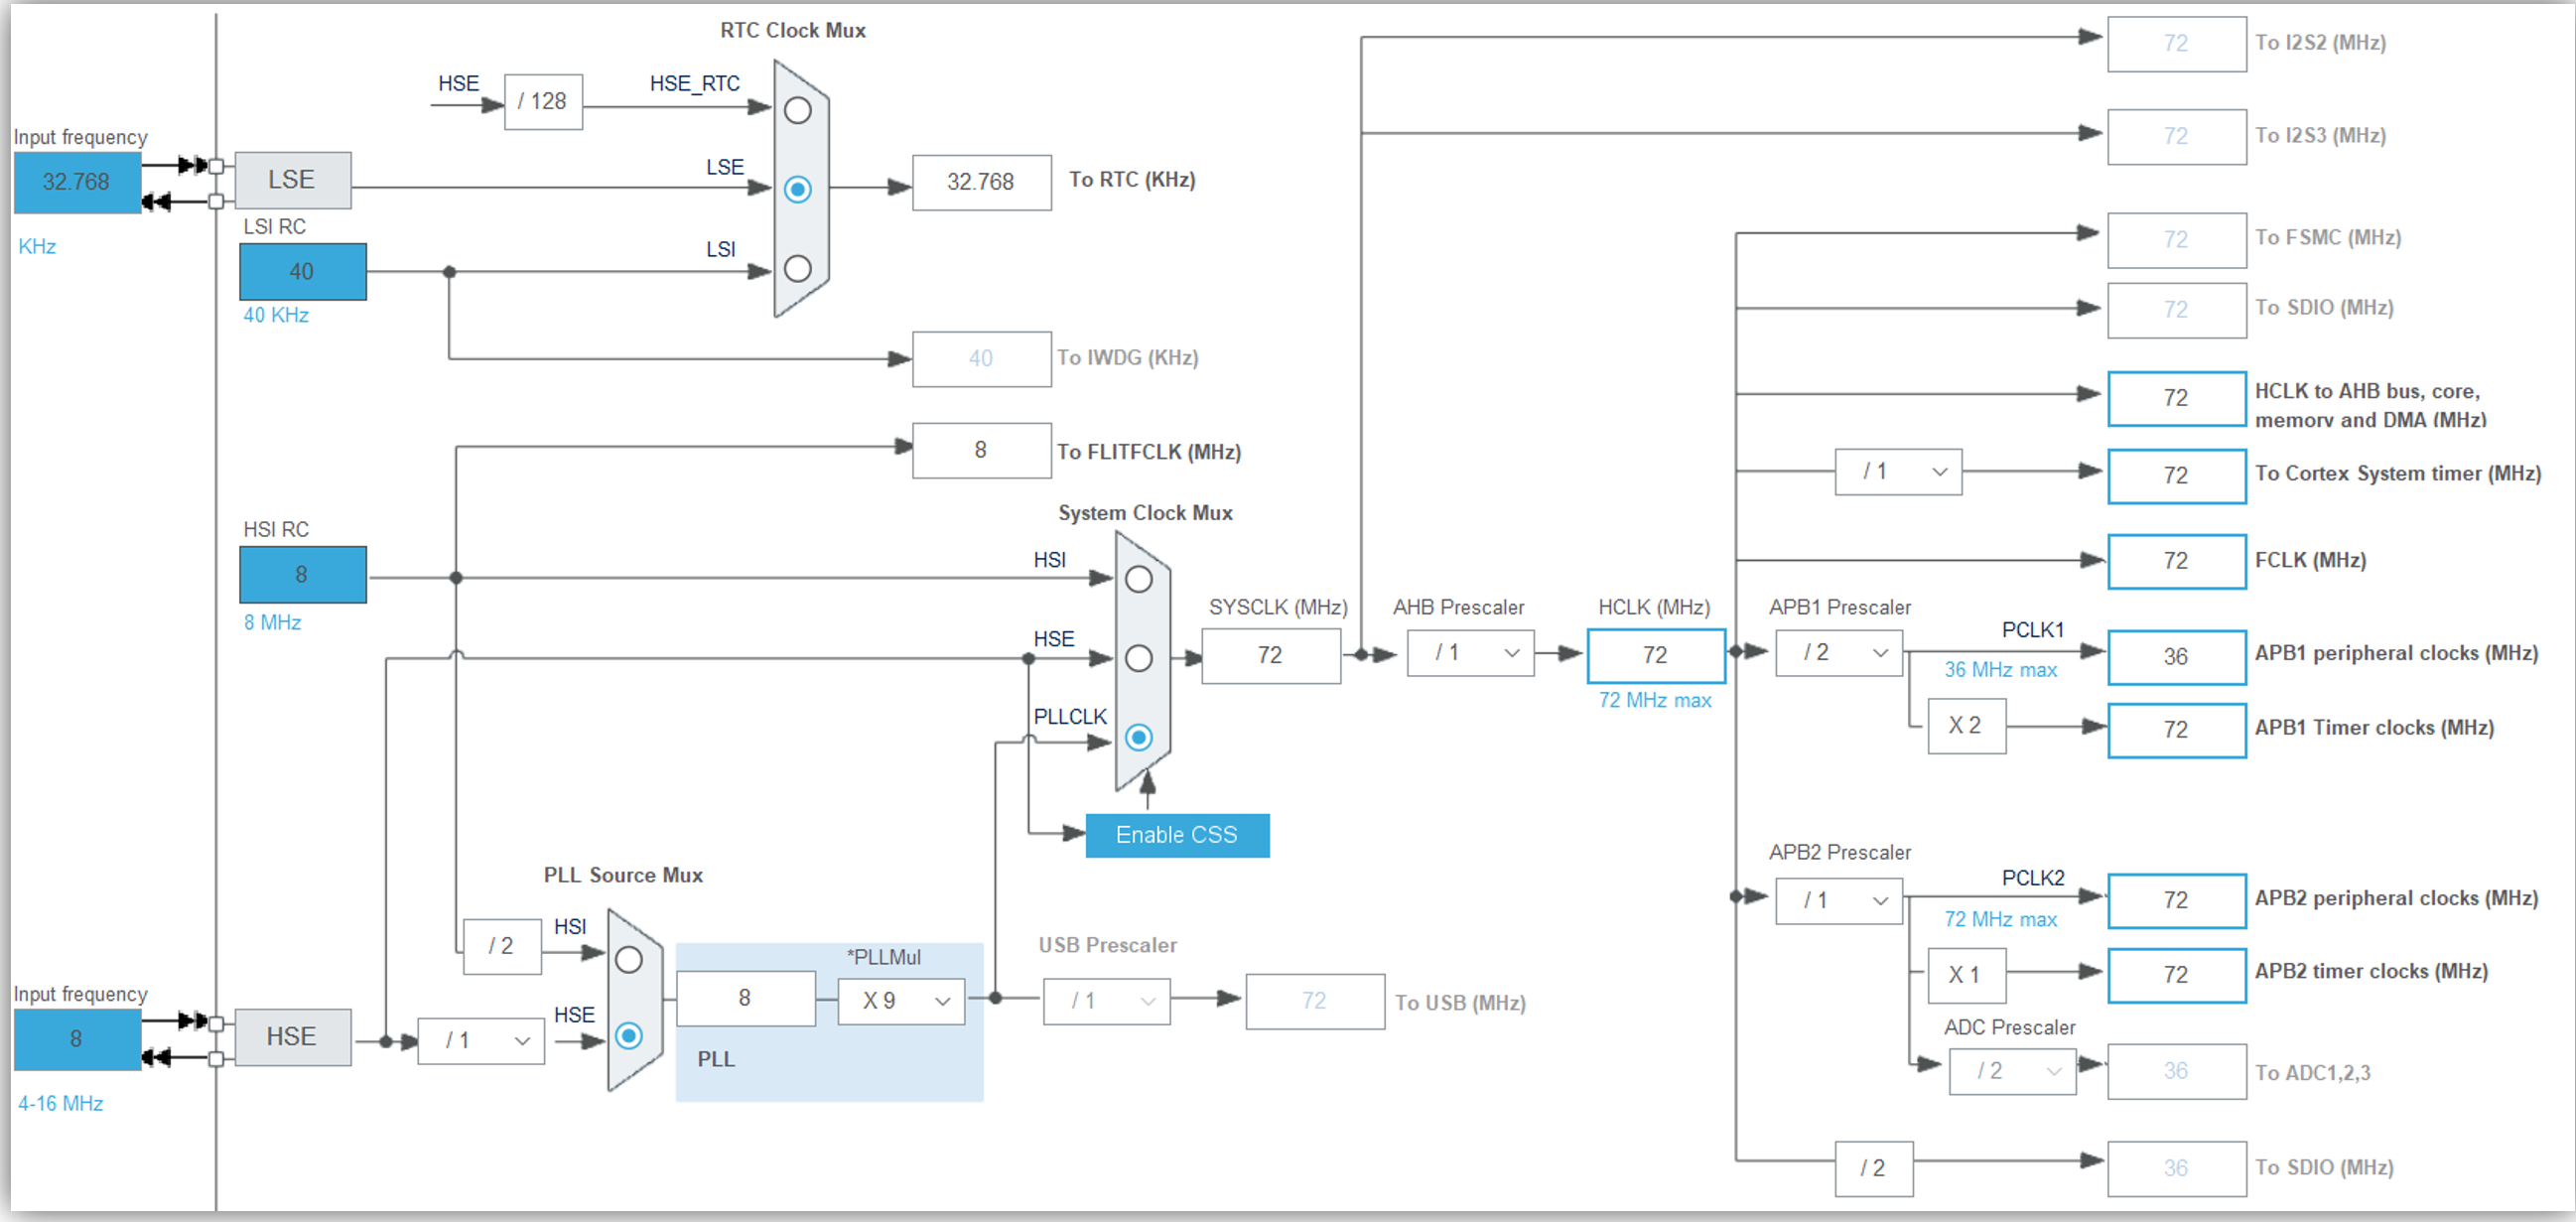 RTC Clock Mux
HSE
/ 128
HSE_RTC
Input frequency
32.768
KHz
LSE
LSE
32.768
To RTC (KHz)
LSI RC
40
40 KHz
LSI
40
To IWDG (KHz)
8
To FLITFCLK (MHz)
HSI RC
8
8 MHz
System Clock Mux
HSI
HSE
PLLCLK
Enable CSS
SYSCLK (MHz)
72
AHB Prescaler
/ 1
HCLK (MHz)
72
72 MHz max
PLL Source Mux
/ 2
HSI
Input frequency
8
4-16 MHz
HSE
/ 1
HSE
8
*PLLMul
X 9
PLL
USB Prescaler
/ 1
72
To USB (MHz)
72
To I2S2 (MHz)
72
To I2S3 (MHz)
72
To FSMC (MHz)
72
To SDIO (MHz)
72
HCLK to AHB bus, core,
memory and DMA (MHz)
/ 1
72
To Cortex System timer (MHz)
72
FCLK (MHz)
APB1 Prescaler
/ 2
PCLK1
36 MHz max
36
APB1 peripheral clocks (MHz)
X 2
72
APB1 Timer clocks (MHz)
APB2 Prescaler
/ 1
PCLK2
72 MHz max
72
APB2 peripheral clocks (MHz)
X 1
72
APB2 timer clocks (MHz)
ADC Prescaler
/ 2
36
To ADC1,2,3
/ 2
36
To SDIO (MHz)